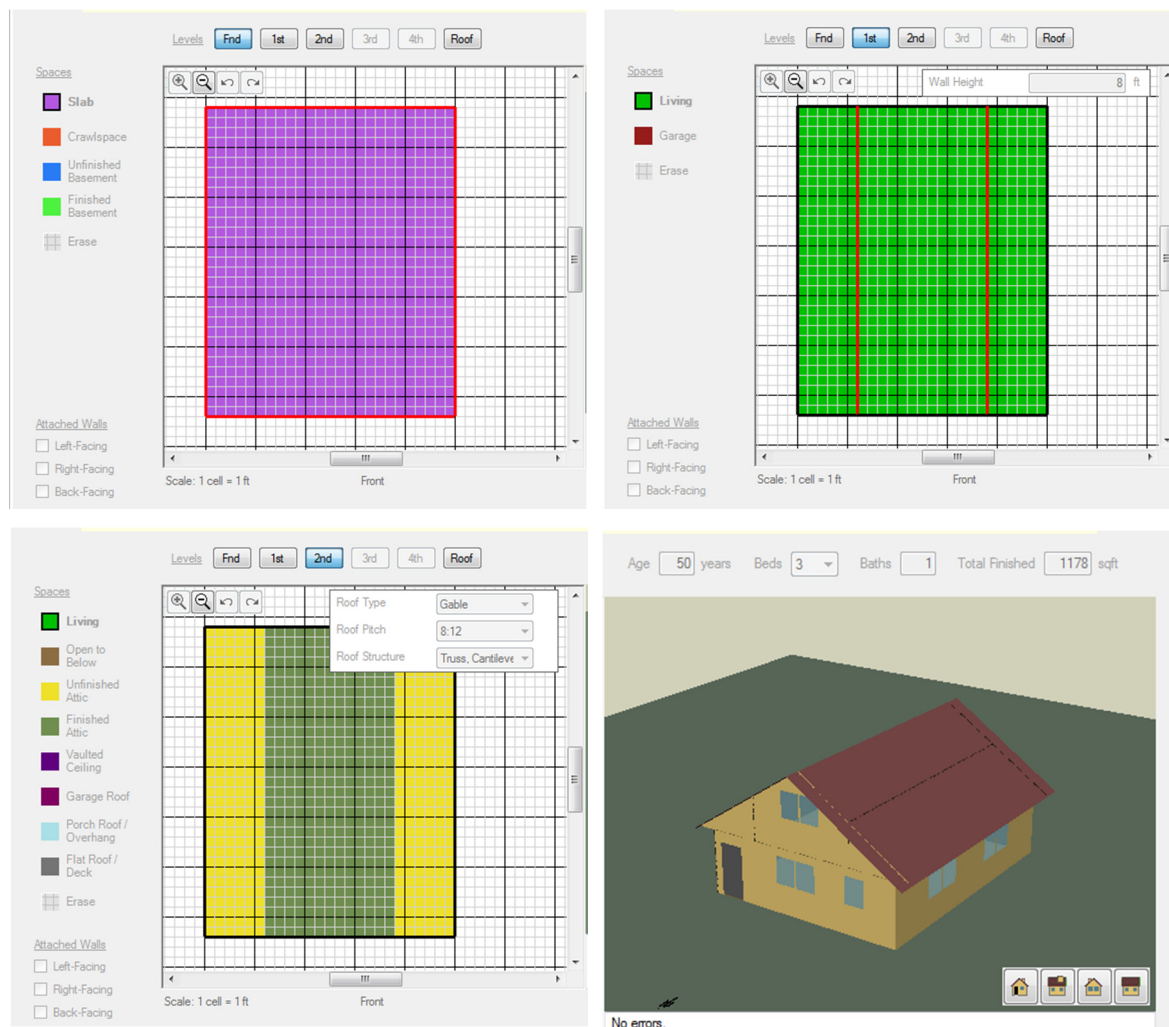 Levels Fnd 1st 2nd 3rd 4th Roof
Spaces
Slab
Crawlspace
Unfinished
Basement
Finished
Basement
Erase
Attached Walls
Left-Facing
Right-Facing
Back-Facing
Scale: 1 cell = 1 ft Front
Levels Fnd 1st 2nd 3rd 4th Roof
Spaces
Wall Height 8 ft
Living
Garage
Erase
Attached Walls
Left-Facing
Right-Facing
Back-Facing
Scale: 1 cell = 1 ft Front
Levels Fnd 1st 2nd 3rd 4th Roof
Spaces
Roof Type Gable
Roof Pitch 8:12
Roof Structure Truss, Cantileve
Living
Open to
Below
Unfinished
Attic
Finished
Attic
Vaulted
Ceiling
Garage Roof
Porch Roof /
Overhang
Flat Roof /
Deck
Erase
Attached Walls
Left-Facing
Right-Facing
Back-Facing
Scale: 1 cell = 1 ft Front
Age 50 years Beds 3 Baths 1 Total Finished 1178 sqft
No errors.